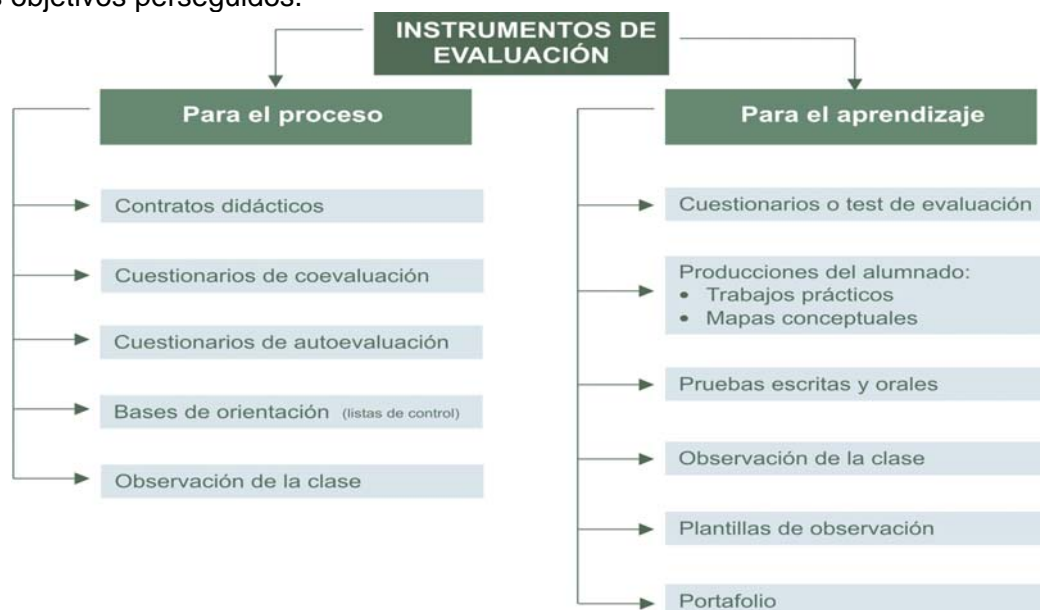 s objetivos perseguidos.
INSTRUMENTOS DE
EVALUACIÓN
Para el proceso
Contratos didácticos
Cuestionarios de coevaluación
Cuestionarios de autoevaluación
Bases de orientación (listas de control)
Observación de la clase
Para el aprendizaje
Cuestionarios o test de evaluación
Producciones del alumnado:
• Trabajos prácticos
• Mapas conceptuales
Pruebas escritas y orales
Observación de la clase
Plantillas de observación
Portafolio